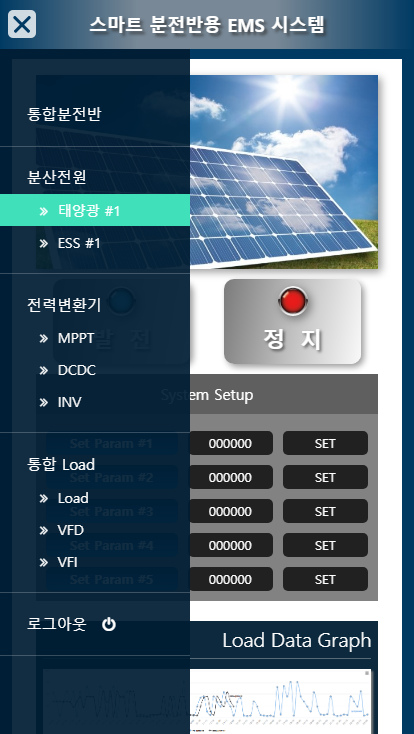 스마트 분전반용 EMS 시스템
통합분전반
분산전원
태양광 #1
ESS #1
전력변환기
MPPT
DCDC
INV
통합 Load
Load
VFD
VFI
로그아웃
발 전
정 지
System Setup
Set Param #1 000000 SET
Set Param #2 000000 SET
Set Param #3 000000 SET
Set Param #4 000000 SET
Set Param #5 000000 SET
Load Data Graph